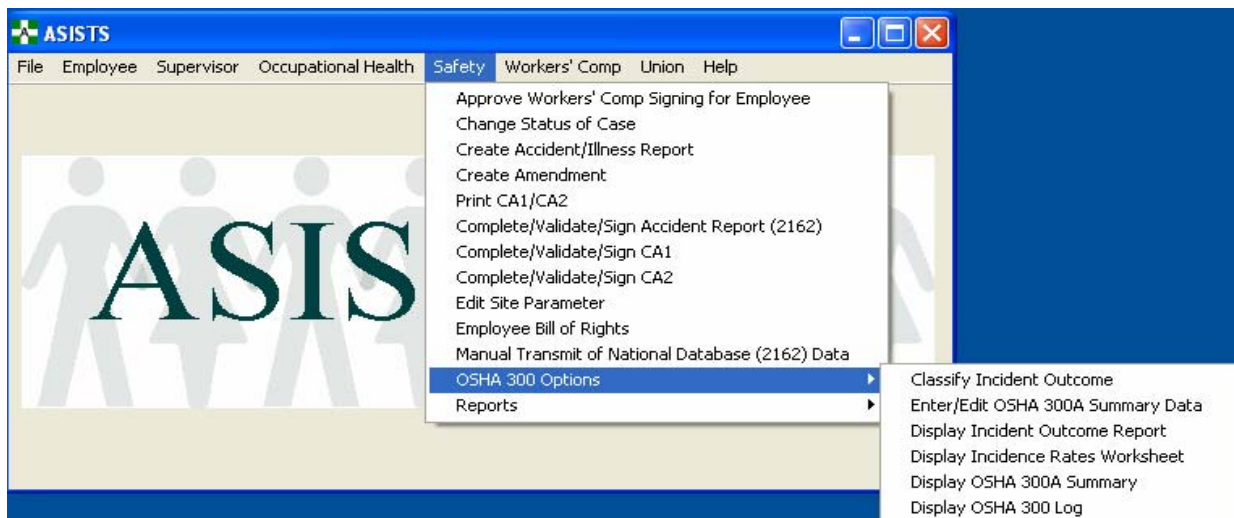 ASISTS
File Employee Supervisor Occupational Health Safety Workers' Comp Union Help
Approve Workers' Comp Signing for Employee
Change Status of Case
Create Accident/Illness Report
Create Amendment
Print CA1/CA2
Complete/Validate/Sign Accident Report (2162)
Complete/Validate/Sign CA1
Complete/Validate/Sign CA2
Edit Site Parameter
Employee Bill of Rights
Manual Transmit of National Database (2162) Data
OSHA 300 Options
Reports
Classify Incident Outcome
Enter/Edit OSHA 300A Summary Data
Display Incident Outcome Report
Display Incidence Rates Worksheet
Display OSHA 300A Summary
Display OSHA 300 Log
ASIS